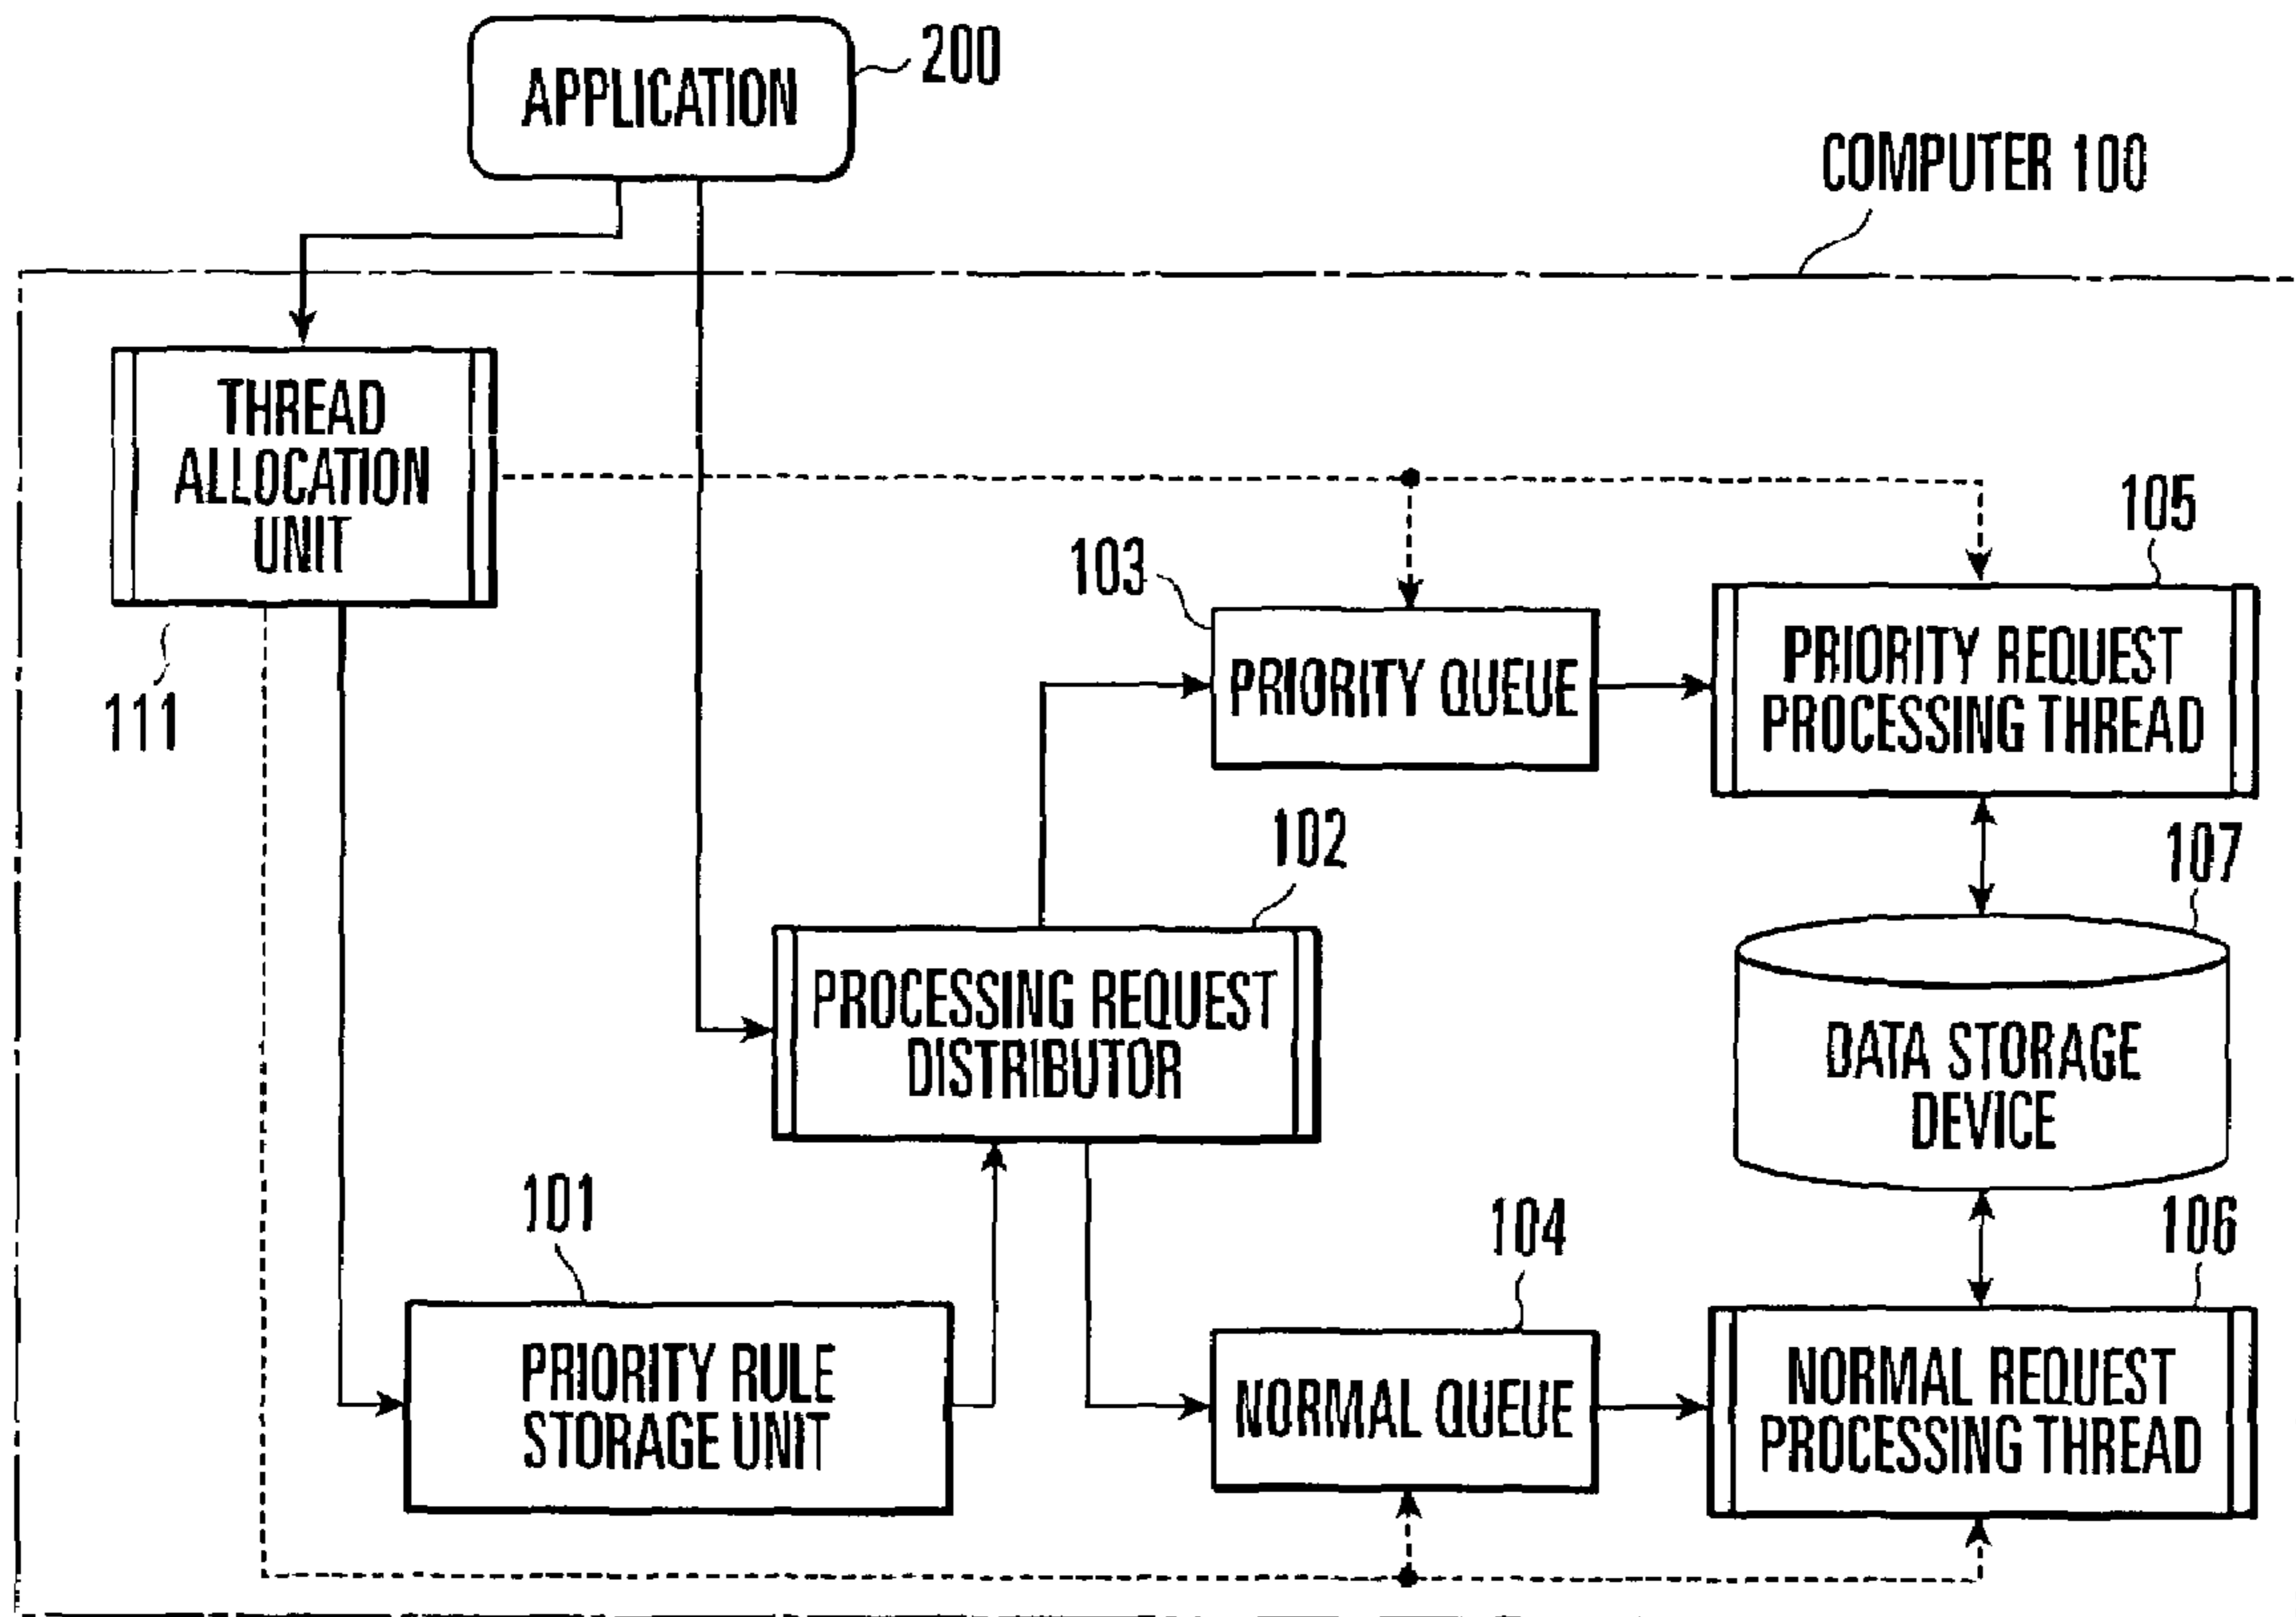 APPLICATION
200
COMPUTER 100
THREAD
ALLOCATION
UNIT
111
103
PRIORITY QUEUE
105
PRIORITY REQUEST
PROCESSING THREAD
102
PROCESSING REQUEST
DISTRIBUTOR
107
DATA STORAGE
DEVICE
101
PRIORITY RULE
STORAGE UNIT
104
NORMAL QUEUE
106
NORMAL REQUEST
PROCESSING THREAD